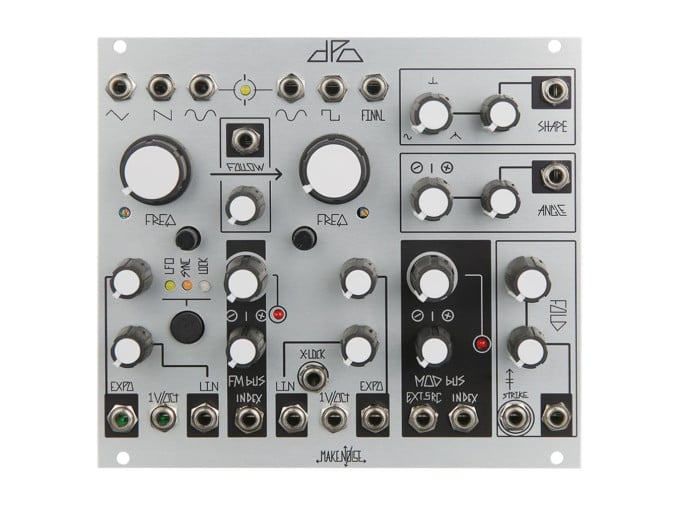 dPO
FINAL
SHAPE
FOLLOW
ANGLE
FREQ
FREQ
LFO
SYNC
LOCK
FOLD
X-LOCK
EXPO
1V/Oct
LIN
FM bus
INDEX
LIN
1V/Oct
EXPO
MOD bus
EXT.SRC
INDEX
STRIKE
MAKENOISE